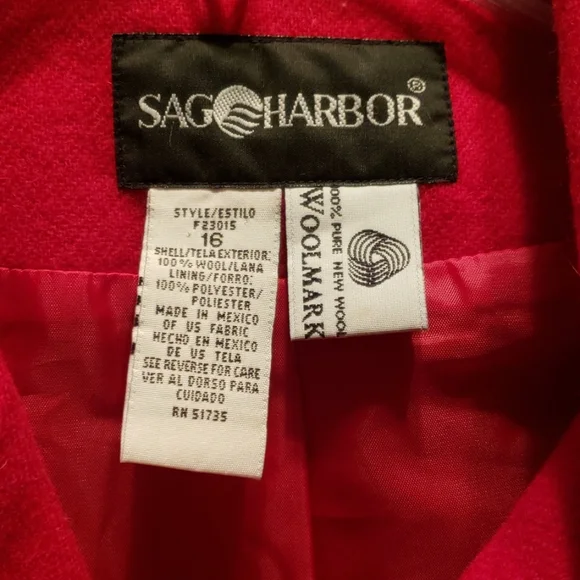 SAG HARBOR®
STYLE/ESTILO
F23015
16
SHELL/TELA EXTERIOR:
100% WOOL/LANA
LINING/FORRO:
100% POLYESTER/
POLIESTER
MADE IN MEXICO
OF US FABRIC
HECHO EN MEXICO
DE US TELA
SEE REVERSE FOR CARE
VER AL DORSO PARA
CUIDADO
RN 51735
100% PURE NEW WOOL
WOOLMARK